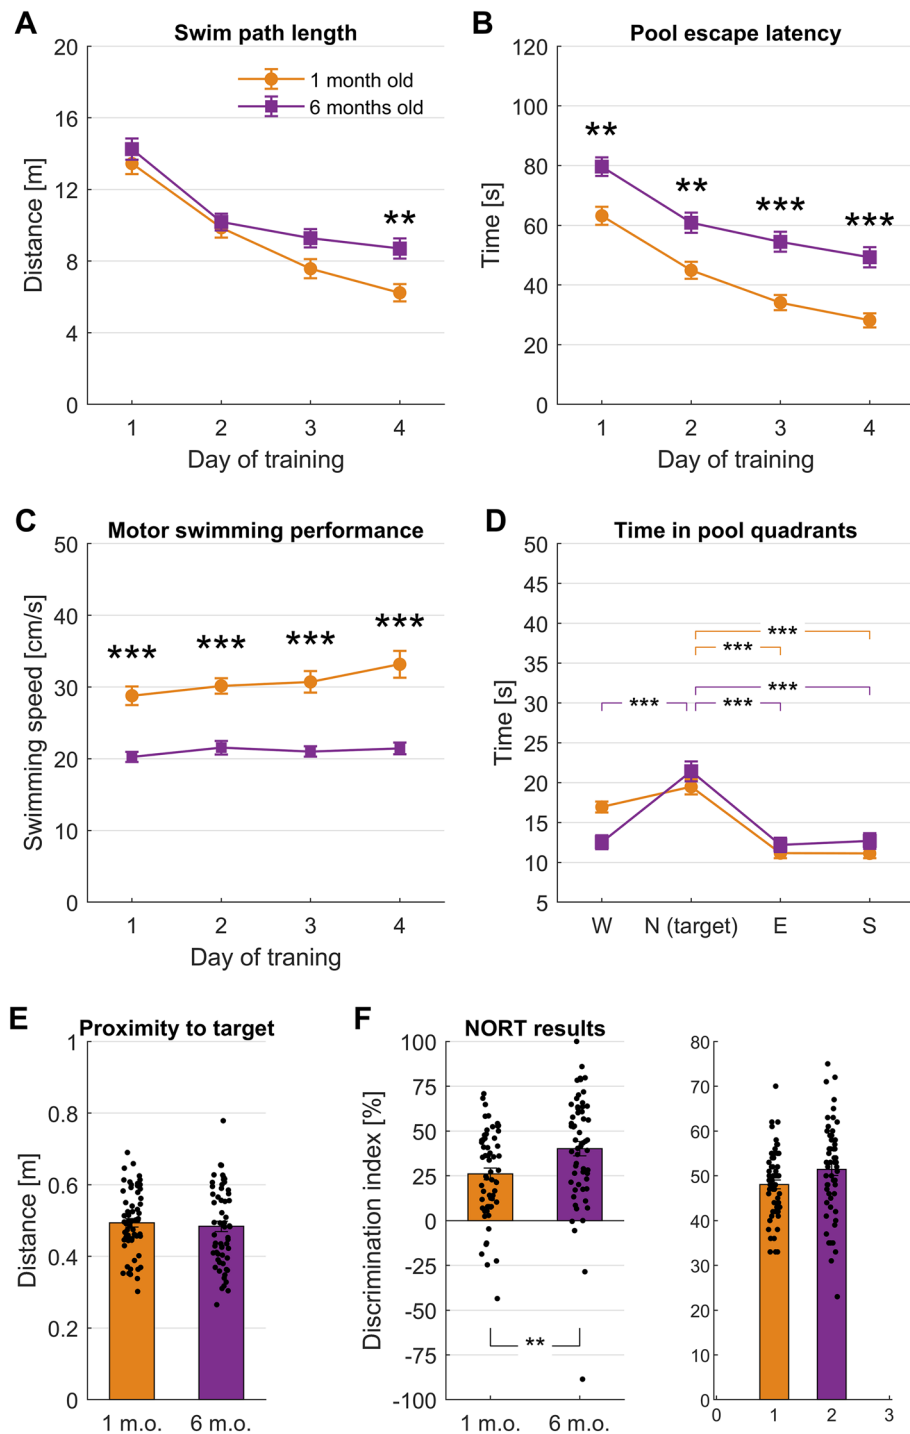 A
Swim path length
20
16
12
8
4
0
Distance [m]
1 month old
6 months old
**
1 2 3 4
Day of training
B
Pool escape latency
120
100
80
60
40
20
0
Time [s]
**
**
***
***
1 2 3 4
Day of training
C
Motor swimming performance
50
40
30
20
10
0
Swimming speed [cm/s]
***
***
***
***
1 2 3 4
Day of traning
D
Time in pool quadrants
50
45
40
35
30
25
20
15
10
5
Time [s]
***
***
***
***
***
W N (target) E S
E
Proximity to target
1
0.8
0.6
0.4
0.2
0
Distance [m]
1 m.o. 6 m.o.
F
NORT results
100
75
50
25
0
-25
-50
-75
-100
Discrimination index [%]
**
1 m.o. 6 m.o.
80
70
60
50
40
30
20
10
0
0 1 2 3